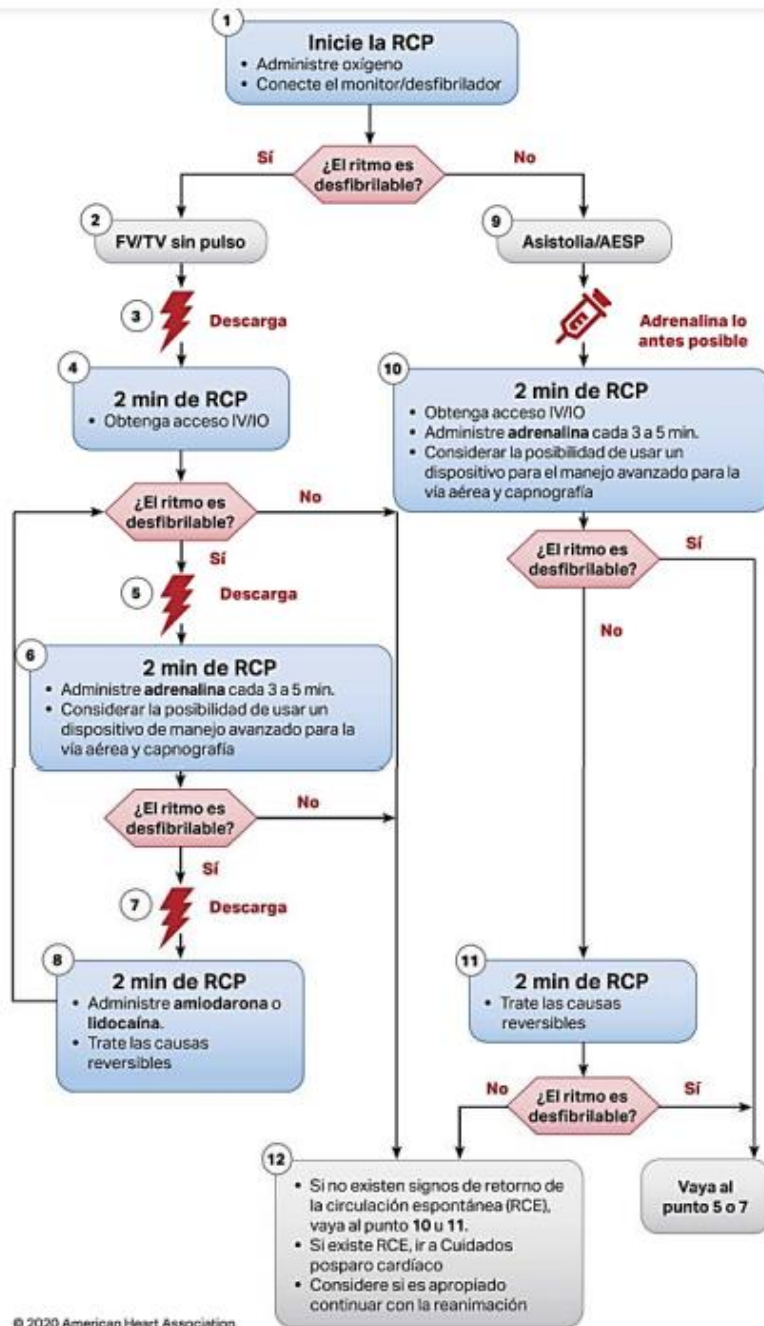 1
Inicie la RCP
• Administre oxígeno
• Conecte el monitor/desfibrilador
Sí
¿El ritmo es
desfibrilable?
No
2
FV/TV sin pulso
9
Asistolia/AESP
3
Descarga
Adrenalina lo
antes posible
4
2 min de RCP
• Obtenga acceso IV/IO
10
2 min de RCP
• Obtenga acceso IV/IO
• Administre adrenalina cada 3 a 5 min.
• Considerar la posibilidad de usar un
dispositivo para el manejo avanzado para la
vía aérea y capnografía
¿El ritmo es
desfibrilable?
No
Sí
5
Descarga
¿El ritmo es
desfibrilable?
Sí
No
6
2 min de RCP
• Administre adrenalina cada 3 a 5 min.
• Considerar la posibilidad de usar un
dispositivo de manejo avanzado para la
vía aérea y capnografía
¿El ritmo es
desfibrilable?
No
Sí
7
Descarga
8
2 min de RCP
• Administre amiodarona o
lidocaína.
• Trate las causas
reversibles
11
2 min de RCP
• Trate las causas
reversibles
No
¿El ritmo es
desfibrilable?
Sí
12
• Si no existen signos de retorno de
la circulación espontánea (RCE),
vaya al punto 10 u 11.
• Si existe RCE, ir a Cuidados
posparo cardíaco
• Considere si es apropiado
continuar con la reanimación
Vaya al
punto 5 o 7
© 2020 American Heart Association